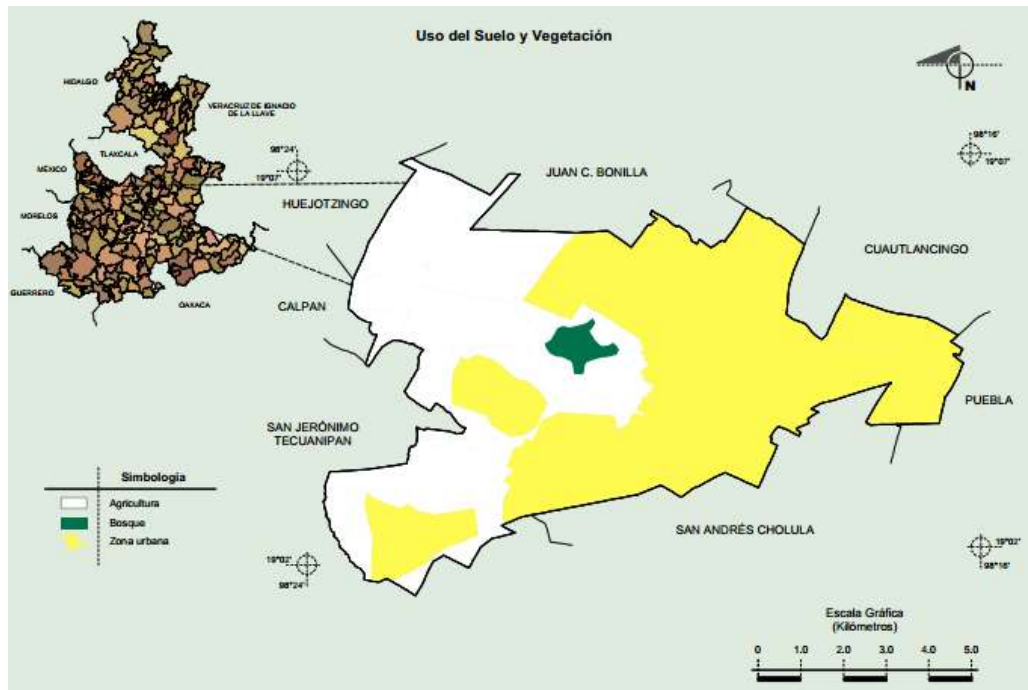 Uso del Suelo y Vegetación
HIDALGO
VERACRUZ DE IGNACIO
DE LA LLAVE
TLAXCALA
MÉXICO
MORELOS
GUERRERO
OAXACA
N
98°24'
19°07'
98°16'
19°07'
JUAN C. BONILLA
HUEJOTZINGO
CUAUTLANCINGO
CALPAN
PUEBLA
SAN JERÓNIMO
TECUANIPAN
SAN ANDRÉS CHOLULA
Simbología
Agricultura
Bosque
Zona urbana
19°02'
98°24'
19°02'
98°16'
Escala Gráfica
(Kilómetros)
0 1.0 2.0 3.0 4.0 5.0